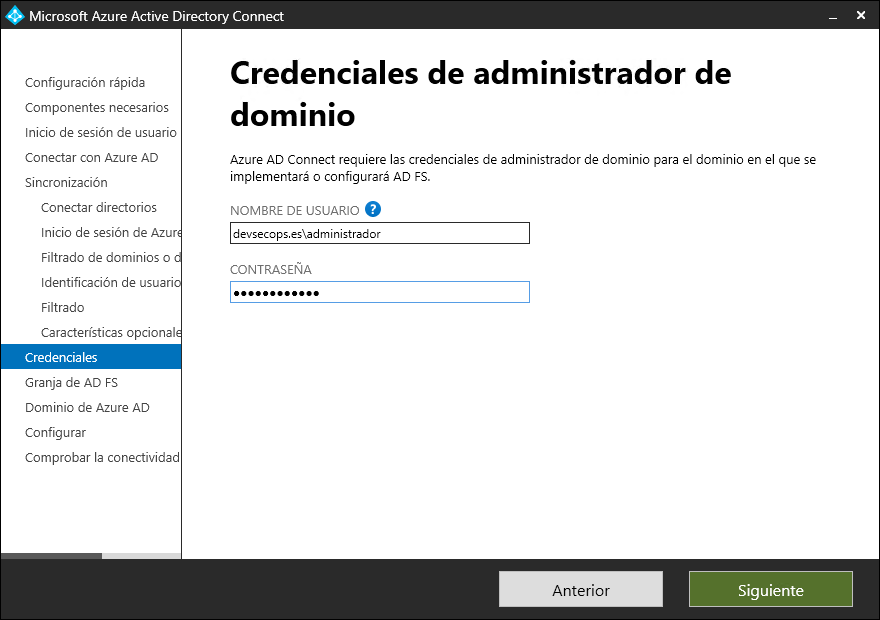 Microsoft Azure Active Directory Connect
Configuración rápida
Componentes necesarios
Inicio de sesión de usuario
Conectar con Azure AD
Sincronización
Conectar directorios
Inicio de sesión de Azure
Filtrado de dominios o d
Identificación de usuario
Filtrado
Características opcionale
Credenciales
Granja de AD FS
Dominio de Azure AD
Configurar
Comprobar la conectividad
Credenciales de administrador de
dominio
Azure AD Connect requiere las credenciales de administrador de dominio para el dominio en el que se
implementará o configurará AD FS.
NOMBRE DE USUARIO ?
devsecops.es\administrador
CONTRASEÑA
●●●●●●●●●●●●
Anterior
Siguiente